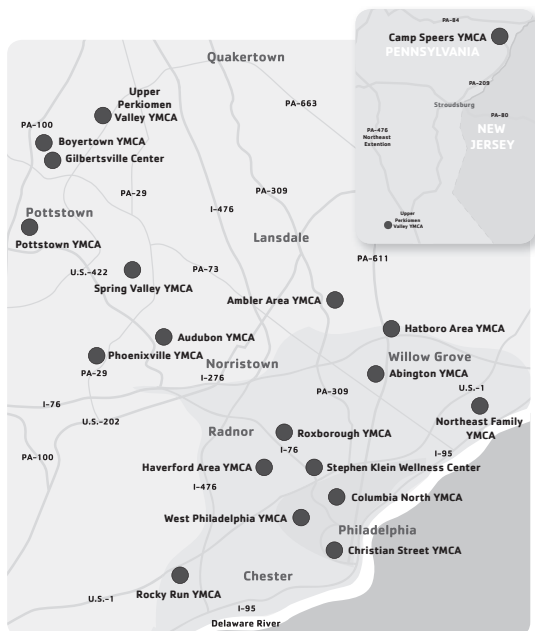 PA-84
Camp Speers YMCA
PENNSYLVANIA
PA-209
Stroudsburg
PA-80
NEW
JERSEY
PA-476
Northeast
Extention
Upper
Perkiomen
Valley YMCA
Quakertown
Upper
Perkiomen
Valley YMCA
PA-663
PA-100
Boyertown YMCA
Gilbertsville Center
PA-29
PA-309
I-476
Pottstown
Pottstown YMCA
Lansdale
PA-611
U.S.-422
PA-73
Spring Valley YMCA
Ambler Area YMCA
Hatboro Area YMCA
Audubon YMCA
Phoenixville YMCA
Norristown
Willow Grove
PA-29
I-276
Abington YMCA
PA-309
U.S.-1
I-76
U.S.-202
Northeast Family
YMCA
Radnor
Roxborough YMCA
PA-100
I-76
I-95
Haverford Area YMCA
Stephen Klein Wellness Center
I-476
Columbia North YMCA
West Philadelphia YMCA
Philadelphia
Christian Street YMCA
Chester
Rocky Run YMCA
U.S.-1
I-95
Delaware River